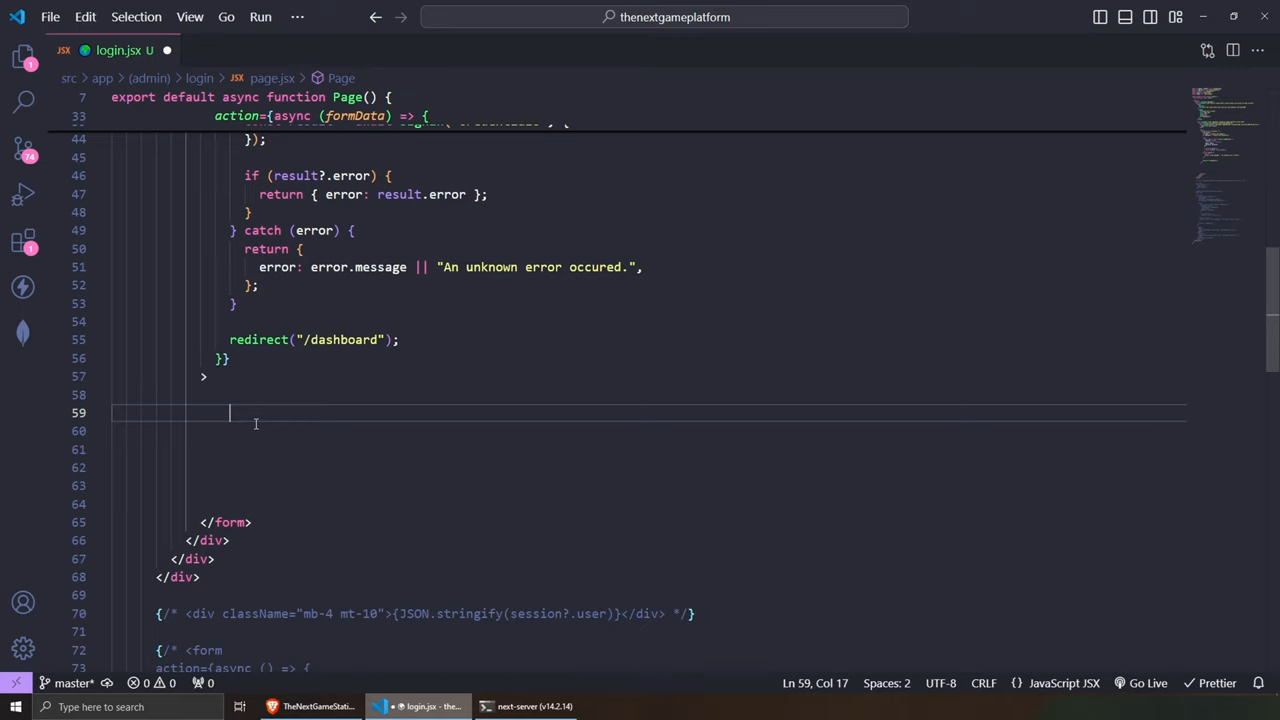 File Edit Selection View Go Run ··· thenextgameplatform
JSX login.jsx U
src > app > (admin) > login > JSX page.jsx > Page
7 export default async function Page() {
33 action={async (formData) => {
44 });
45
46 if (result?.error) {
47 return { error: result.error };
48 }
49 } catch (error) {
50 return {
51 error: error.message || "An unknown error occured.",
52 };
53 }
54
55 redirect("/dashboard");
56 }}
57 >
58
59
60
61
62
63
64
65 </form>
66 </div>
67 </div>
68 </div>
69
70 {/* <div className="mb-4 mt-10">{JSON.stringify(session?.user)}</div> */}
71
72 {/* <form
73 action={async () => {
1
74
1
master* 0 0 0 Ln 59, Col 17 Spaces: 2 UTF-8 CRLF {} JavaScript JSX Go Live Prettier
Type here to search TheNextGameStati... login.jsx - the... next-server (v14.2.14)